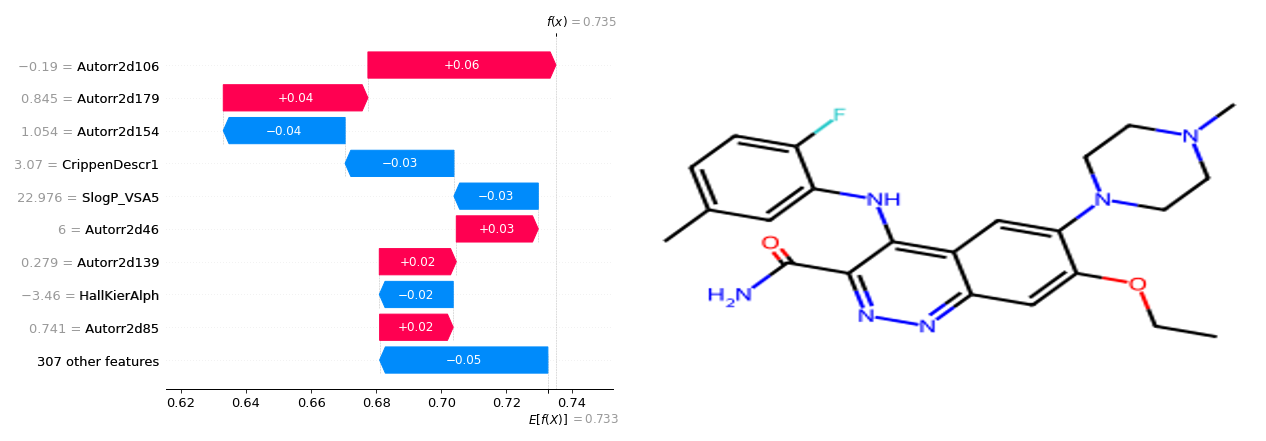 f(x) = 0.735
−0.19 = Autorr2d106
+0.06
0.845 = Autorr2d179
+0.04
1.054 = Autorr2d154
−0.04
3.07 = CrippenDescr1
−0.03
22.976 = SlogP_VSA5
−0.03
6 = Autorr2d46
+0.03
0.279 = Autorr2d139
+0.02
−3.46 = HallKierAlph
−0.02
0.741 = Autorr2d85
+0.02
307 other features
−0.05
0.62 0.64 0.66 0.68 0.70 0.72 0.74
E[f(X)] = 0.733
F
N
NH
N
O
H₂N
O
N
N